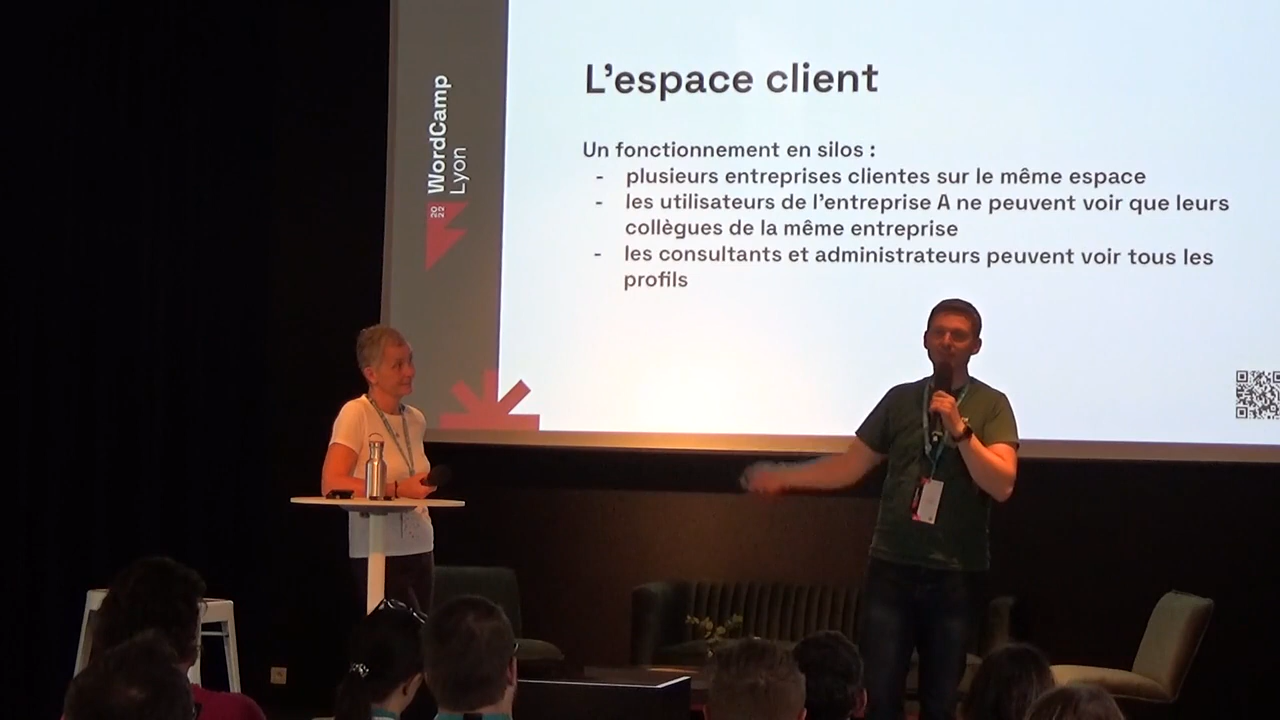 L'espace client
Un fonctionnement en silos :
- plusieurs entreprises clientes sur le même espace
- les utilisateurs de l'entreprise A ne peuvent voir que leurs
collègues de la même entreprise
- les consultants et administrateurs peuvent voir tous les
profils
WordCamp
Lyon
2022